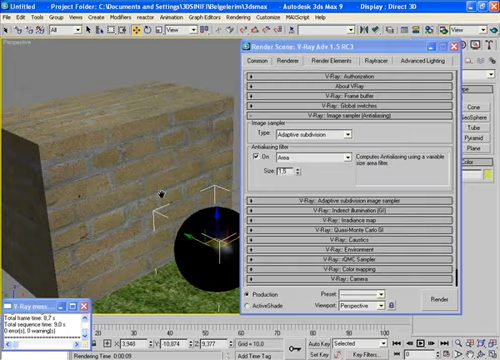 Untitled - Project Folder: C:\Documents and Settings\3DSINIFI\Belgelerim\3dsmax - Autodesk 3ds Max 9 - Display : Direct 3D
File Edit Tools Group Views Create Modifiers reactor Animation Graph Editors Rendering Customize MAXScript Help
View
Perspective
Render Scene: V-Ray Adv 1.5 RC3
Common Renderer Render Elements Raytracer Advanced Lighting
V-Ray: Authorization
About VRay
V-Ray: Frame buffer
V-Ray: Global switches
V-Ray: Image sampler (Antialiasing)
Image sampler
Type: Adaptive subdivision
Antialiasing filter
On Area Computes Antialiasing using a variable size area filter.
Size: 1,5
V-Ray: Adaptive subdivision image sampler
V-Ray: Indirect illumination (GI)
V-Ray: Irradiance map
V-Ray: Quasi-Monte Carlo GI
V-Ray: Caustics
V-Ray: Environment
V-Ray: rQMC Sampler
V-Ray: Color mapping
V-Ray: Camera
Production Preset:
ActiveShade Viewport: Perspective Render
Cone
GeoSphere
Tube
Pyramid
Plane
Color
V-Ray mess...
Total frame time: 8,7 s
Total sequence time: 9,0 s
0 error(s), 0 warning(s)
X: 3,948 Y: -10,874 Z: 9,377 Grid = 10,0 Auto Key Selected
Rendering Time 0:00:09 Add Time Tag Set Key Key Filters...